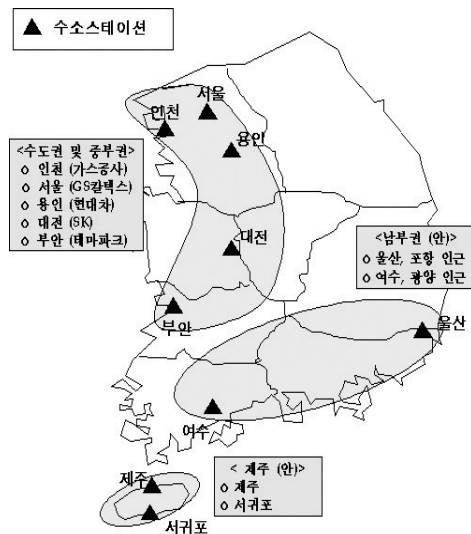 ▲ 수소스테이션
서울
인천
용인
<수도권 및 중부권>
o 인천 (가스공사)
o 서울 (GS칼텍스)
o 용인 (현대차)
o 대전 (SK)
o 부안 (테마파크)
대전
<남부권 (안)>
o 울산, 포항 인근
o 여수, 광양 인근
부안
울산
여수
< 제주 (안)>
o 제주
o 서귀포
제주
서귀포